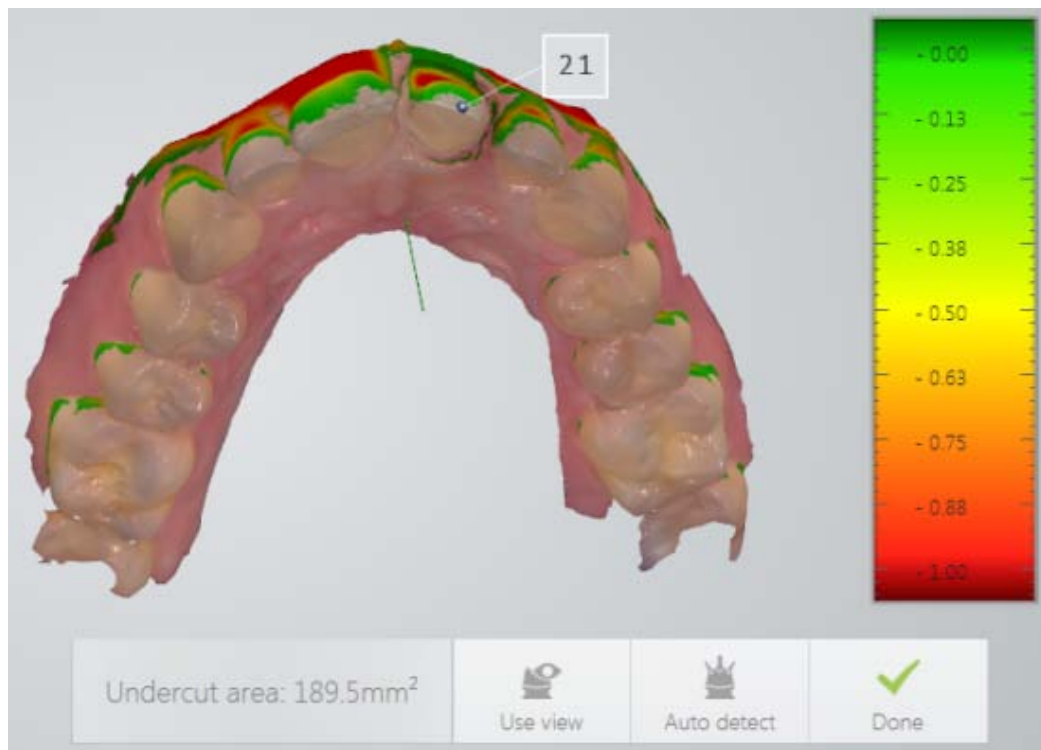 21
- 0.00
- 0.13
- 0.25
- 0.38
- 0.50
- 0.63
- 0.75
- 0.88
- 1.00
Undercut area: 189.5mm²
Use view
Auto detect
Done